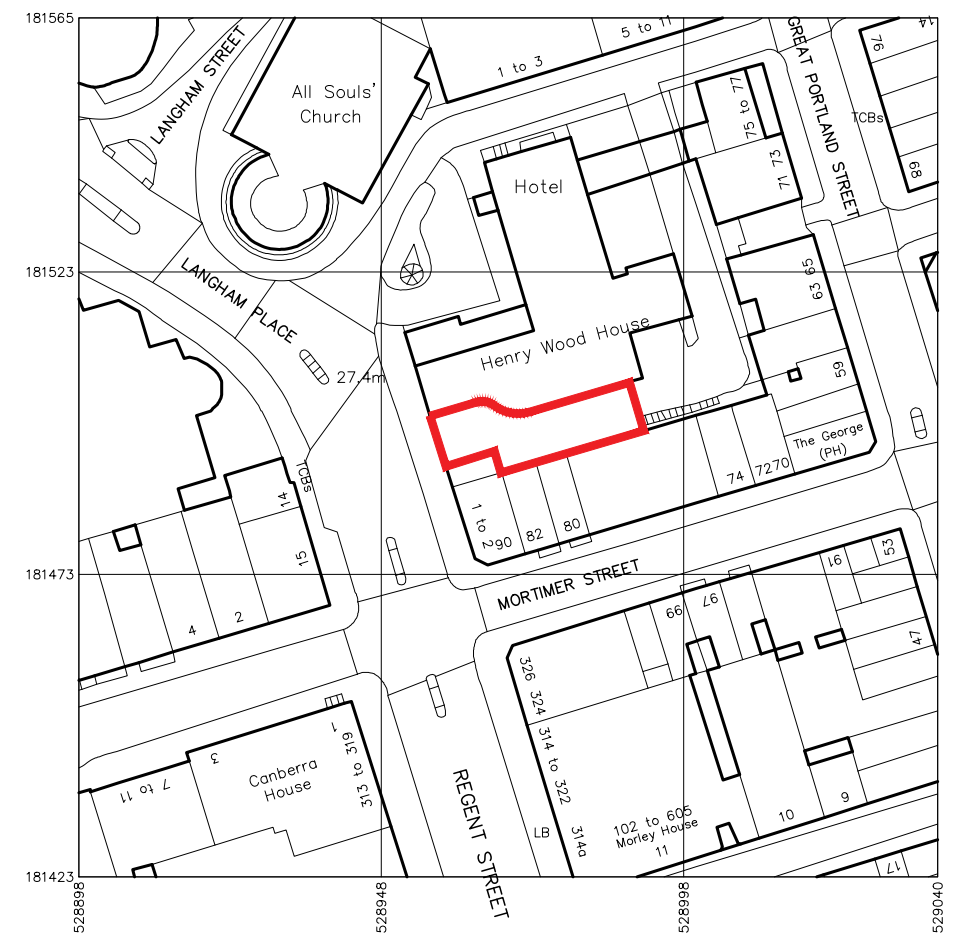 181565
LANGHAM STREET
All Souls'
Church
1 to 3
5 to 11
GREAT PORTLAND STREET
76
14
75 to 77
TCBs
71 73
68
Hotel
181523
LANGHAM PLACE
27.4m
Henry Wood House
63 65
59
The George
(PH)
74
7270
1 to 2
90
82
80
TCBs
14
15
181473
4
2
MORTIMER STREET
91
53
99
97
47
326
324
314 to 322
314a
LB
102 to 605
Morley House
11
10
9
17
3
7 to 11
Canberra
House
1
313 to 319
REGENT STREET
181423
528898
528948
528998
529040